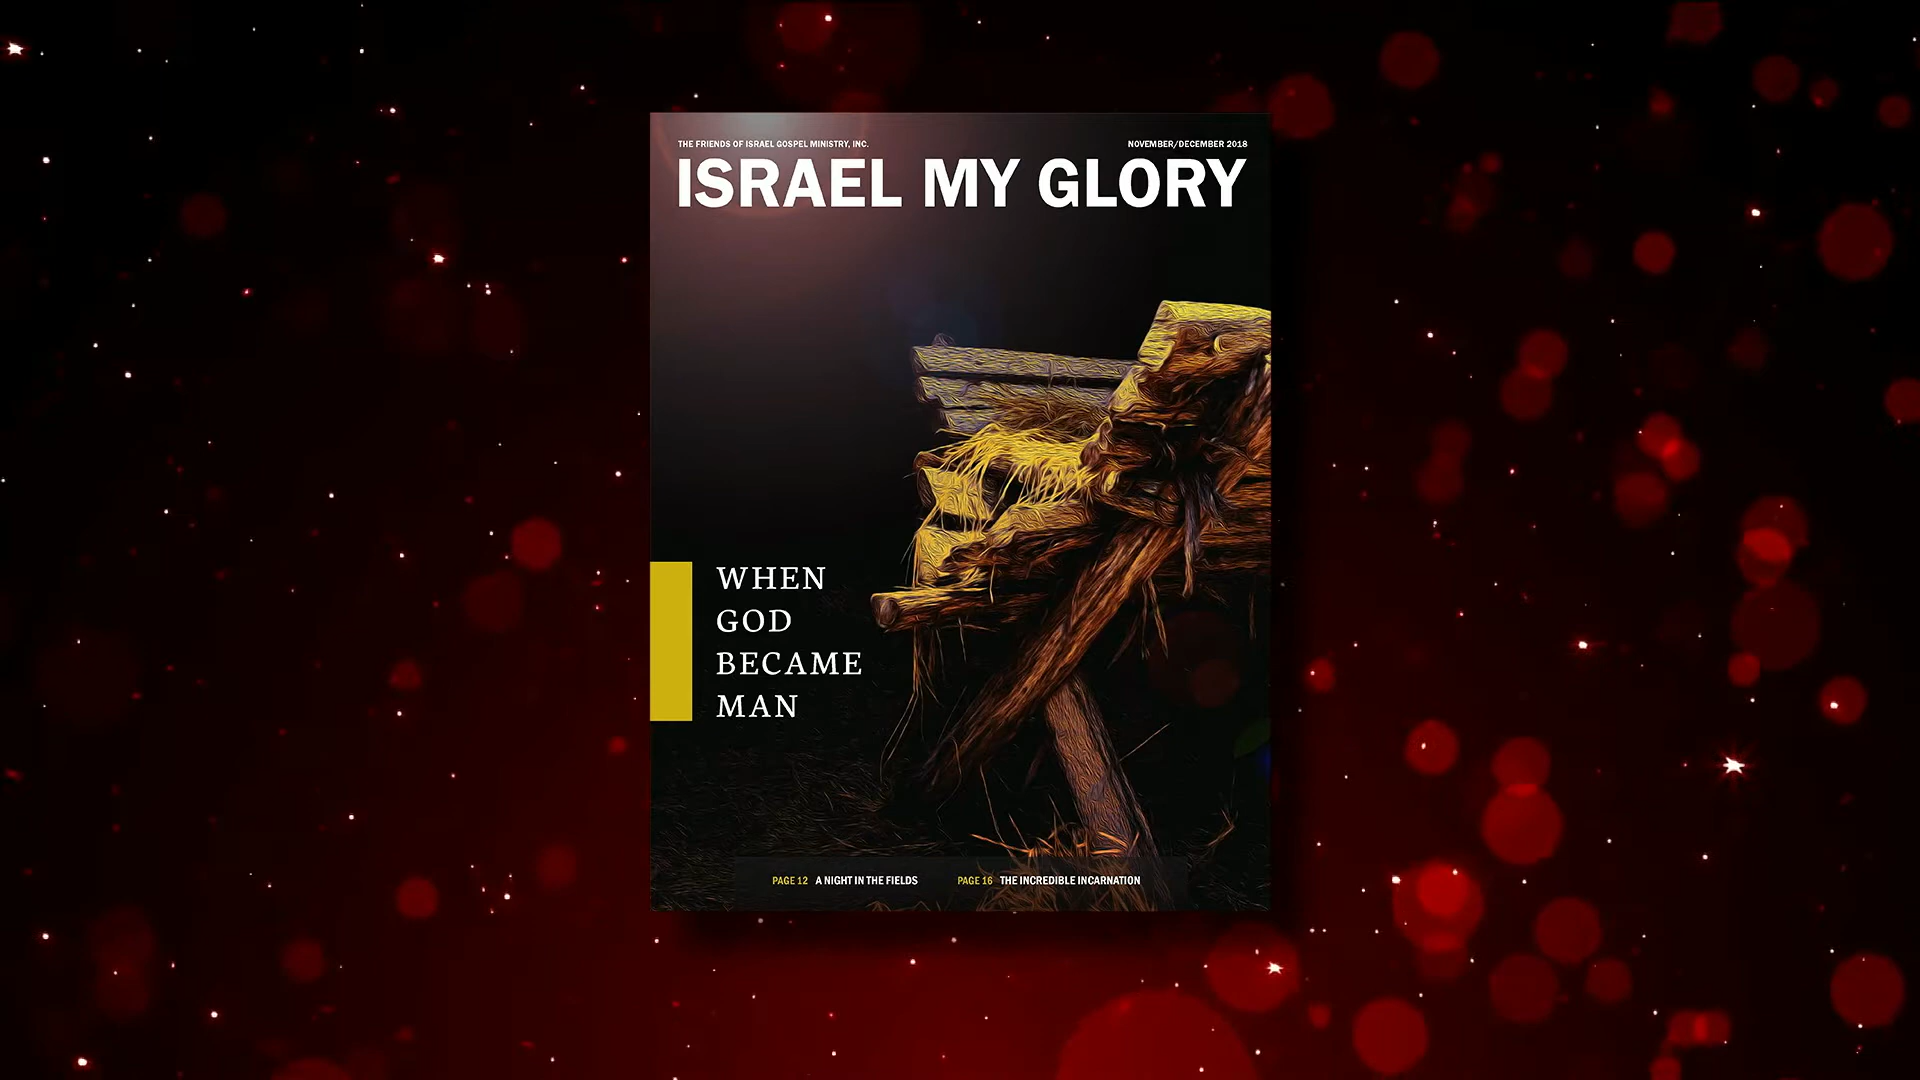 THE FRIENDS OF ISRAEL GOSPEL MINISTRY, INC.
NOVEMBER/DECEMBER 2018
ISRAEL MY GLORY
WHEN
GOD
BECAME
MAN
PAGE 12 A NIGHT IN THE FIELDS
PAGE 16 THE INCREDIBLE INCARNATION